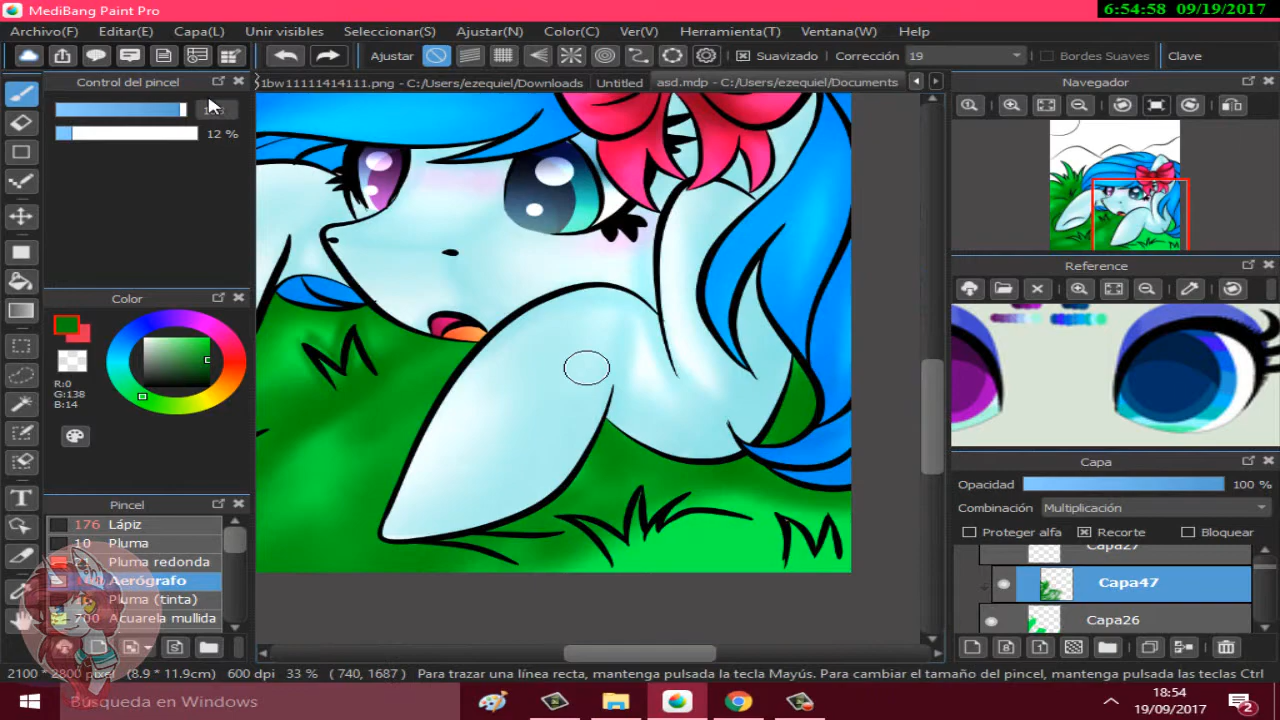 MediBang Paint Pro
6:54:58 09/19/2017
Archivo(F) Editar(E) Capa(L) Unir visibles Seleccionar(S) Ajustar(N) Color(C) Ver(V) Herramienta(T) Ventana(W) Help
Ajustar Suavizado Corrección 19 Bordes Suaves Clave
Control del pincel
1bw11111414111.png - C:/Users/ezequiel/Downloads Untitled asd.mdp - C:/Users/ezequiel/Documents
Navegador
12 %
Color
Reference
R:0
G:138
B:14
Capa
Opacidad 100 %
Combinación Multiplicación
Proteger alfa Recorte Bloquear
Pincel
176 Lápiz
10 Pluma
Pluma redonda
Aerógrafo
Pluma (tinta)
700 Acuarela mullida
Capa27
Capa47
Capa26
2100 * 2800 pixel (8.9 * 11.9cm) 600 dpi 33 % ( 740, 1687 ) Para trazar una línea recta, mantenga pulsada la tecla Mayús. Para cambiar el tamaño del pincel, mantenga pulsada las teclas Ctrl
Búsqueda en Windows
18:54
19/09/2017
2